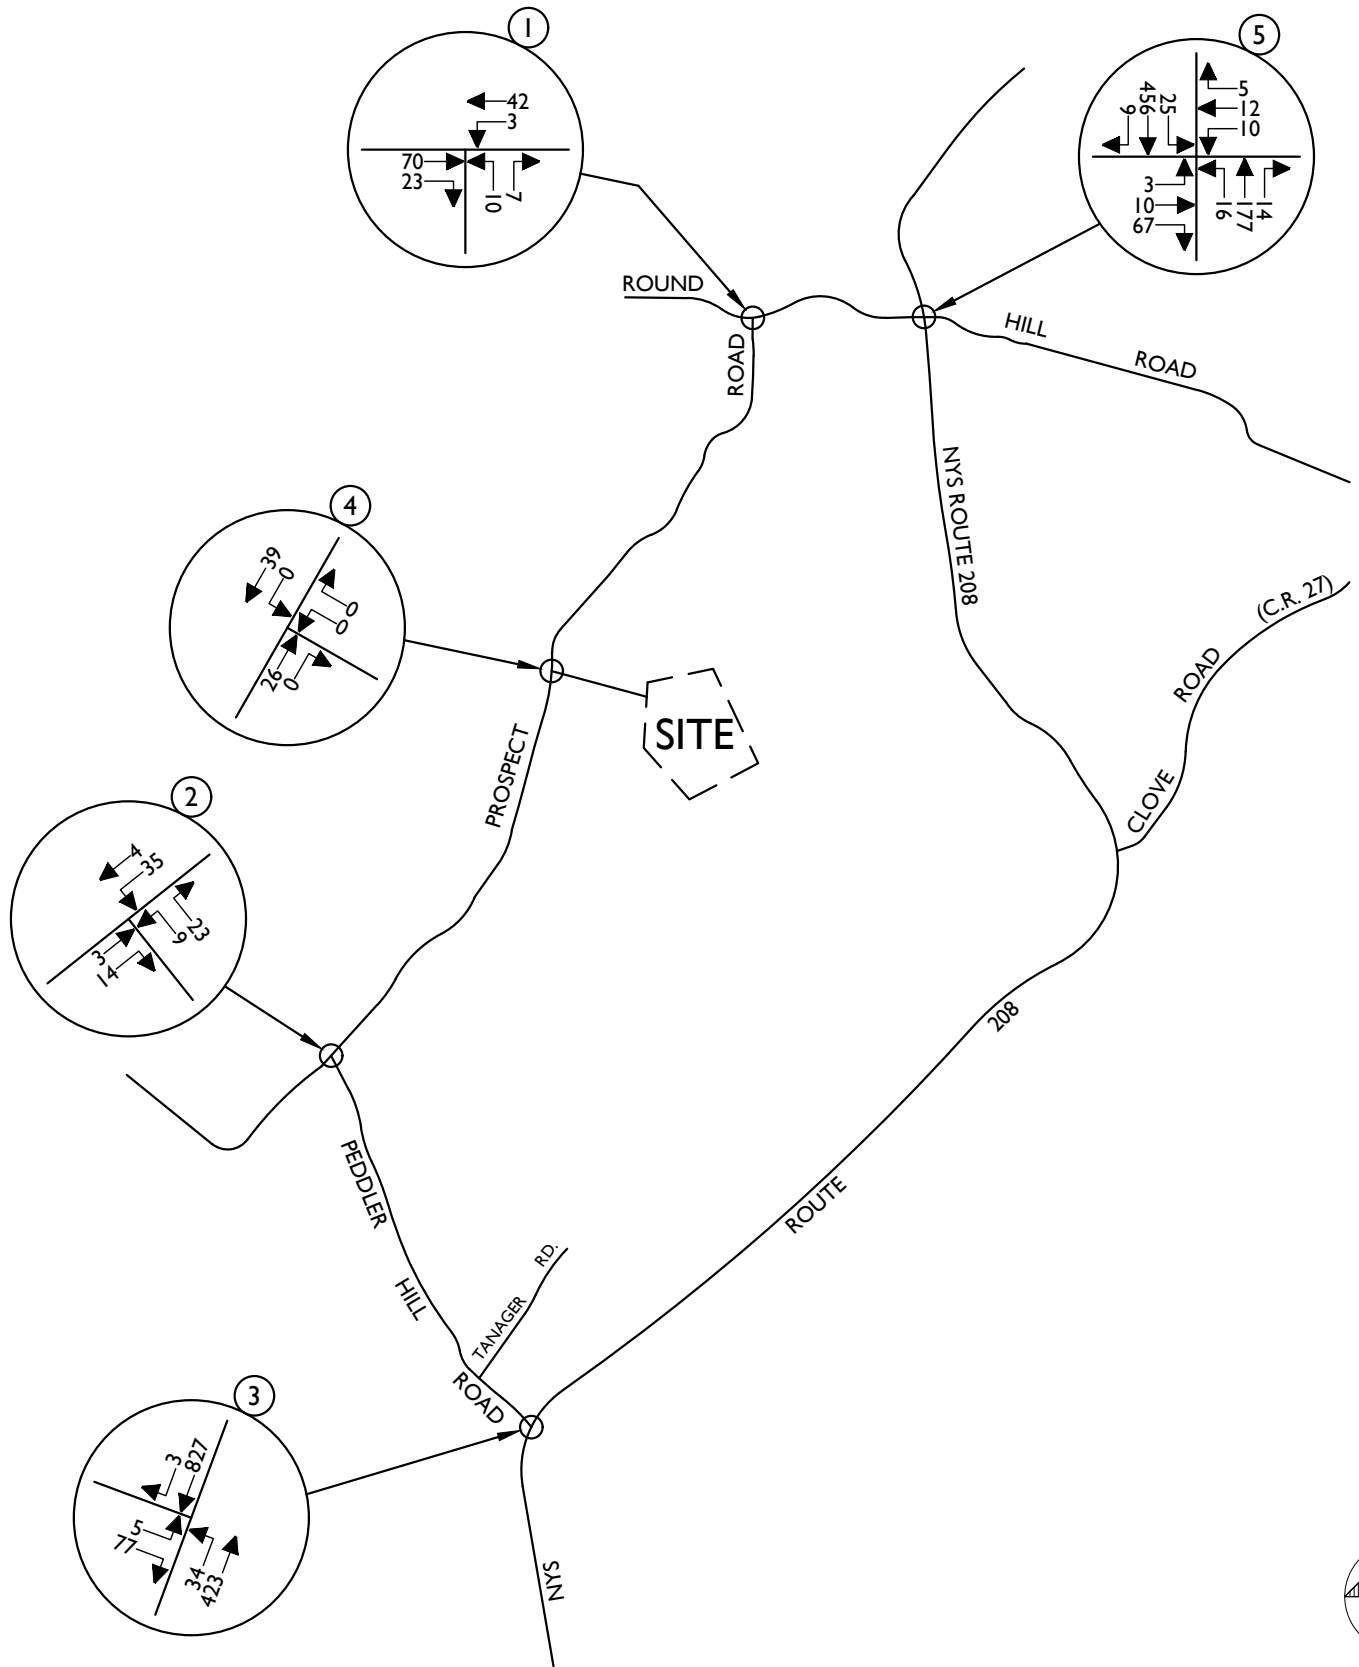 1
42
3
70
23
10
7
5
9
456
25
5
12
10
3
10
67
16
177
14
ROUND
HILL
ROAD
ROAD
NYS ROUTE 208
4
39
0
0
0
26
0
(C.R. 27)
ROAD
CLOVE
SITE
PROSPECT
2
4
35
23
9
3
14
208
ROUTE
PEDDLER
HILL
ROAD
TANAGER
RD.
3
3
827
5
77
34
423
NYS